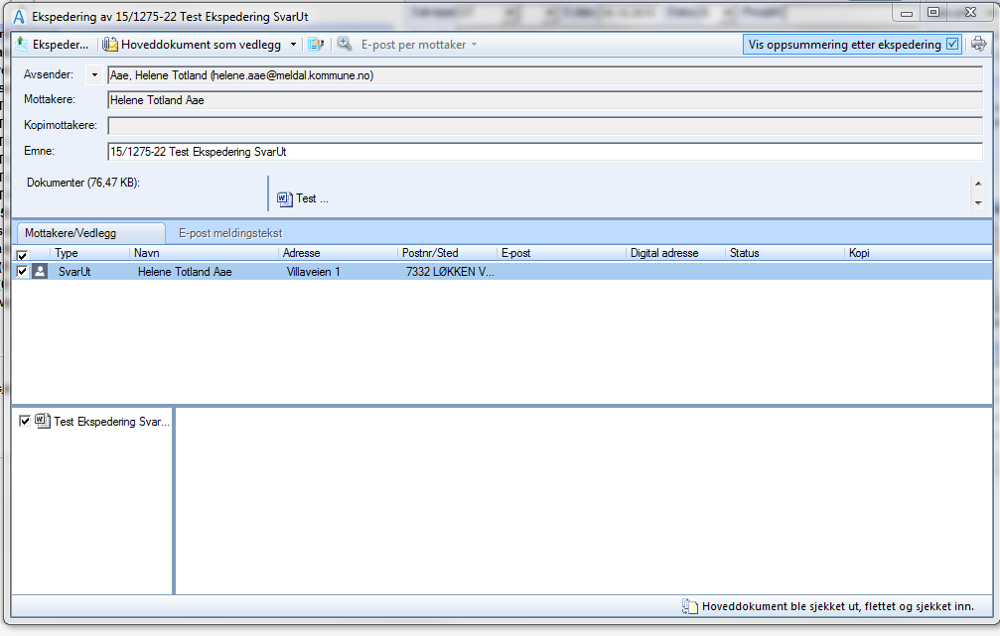 Ekspedering av 15/1275-22 Test Ekspedering SvarUt
Ekspeder... Hoveddokument som vedlegg E-post per mottaker Vis oppsummering etter ekspedering
Avsender: Aae, Helene Totland (helene.aae@meldal.kommune.no)
Mottakere: Helene Totland Aae
Kopimottakere:
Emne: 15/1275-22 Test Ekspedering SvarUt
Dokumenter (76,47 KB):
Test ...
Mottakere/Vedlegg E-post meldingstekst
Type Navn Adresse Postnr/Sted E-post Digital adresse Status Kopi
SvarUt Helene Totland Aae Villaveien 1 7332 LØKKEN V...
Test Ekspedering Svar...
Hoveddokument ble sjekket ut, flettet og sjekket inn.